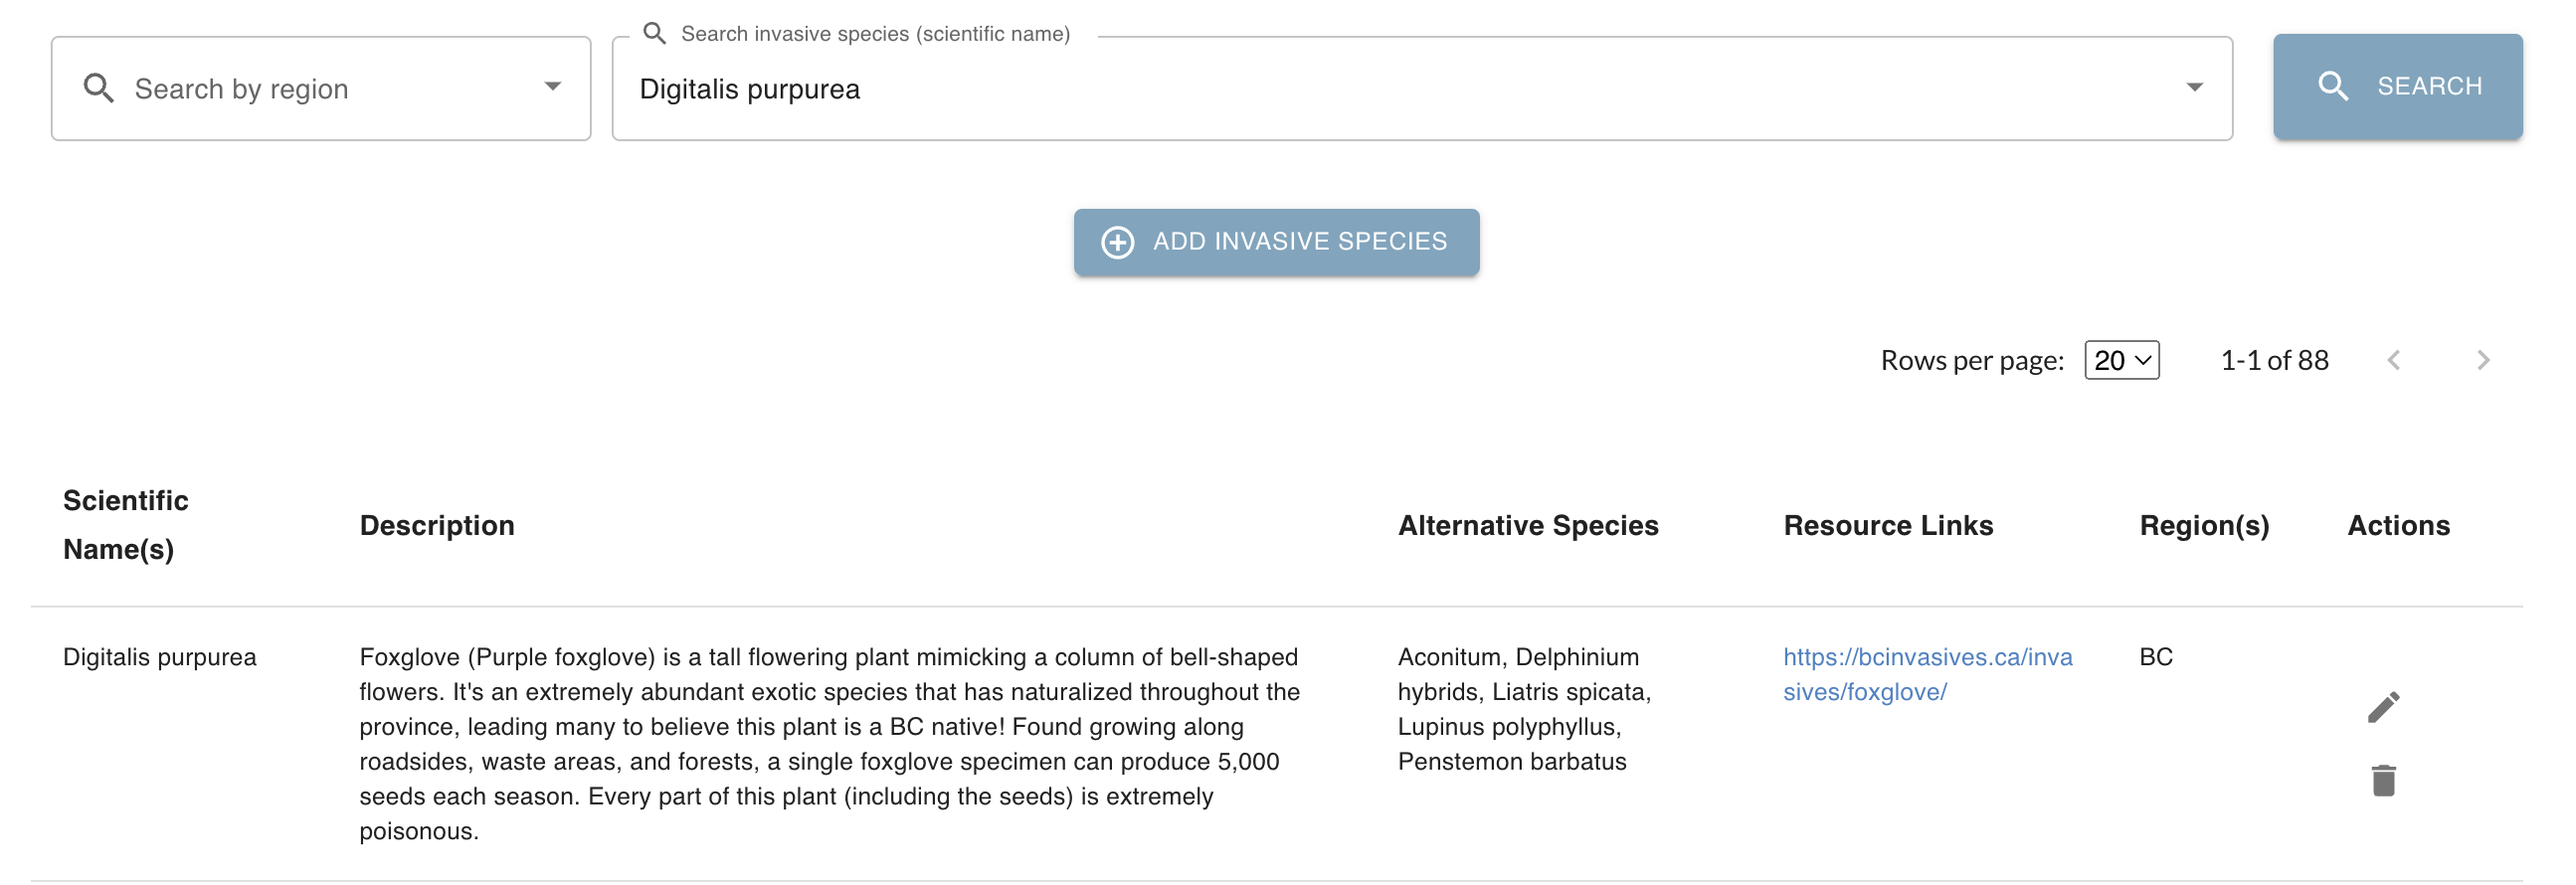 Search by region
Search invasive species (scientific name)
Digitalis purpurea
SEARCH
ADD INVASIVE SPECIES
Rows per page: 20 1-1 of 88
Scientific
Name(s)
Description
Alternative Species
Resource Links
Region(s)
Actions
Digitalis purpurea
Foxglove (Purple foxglove) is a tall flowering plant mimicking a column of bell-shaped
flowers. It's an extremely abundant exotic species that has naturalized throughout the
province, leading many to believe this plant is a BC native! Found growing along
roadsides, waste areas, and forests, a single foxglove specimen can produce 5,000
seeds each season. Every part of this plant (including the seeds) is extremely
poisonous.
Aconitum, Delphinium
hybrids, Liatris spicata,
Lupinus polyphyllus,
Penstemon barbatus
https://bcinvasives.ca/inva
sives/foxglove/
BC